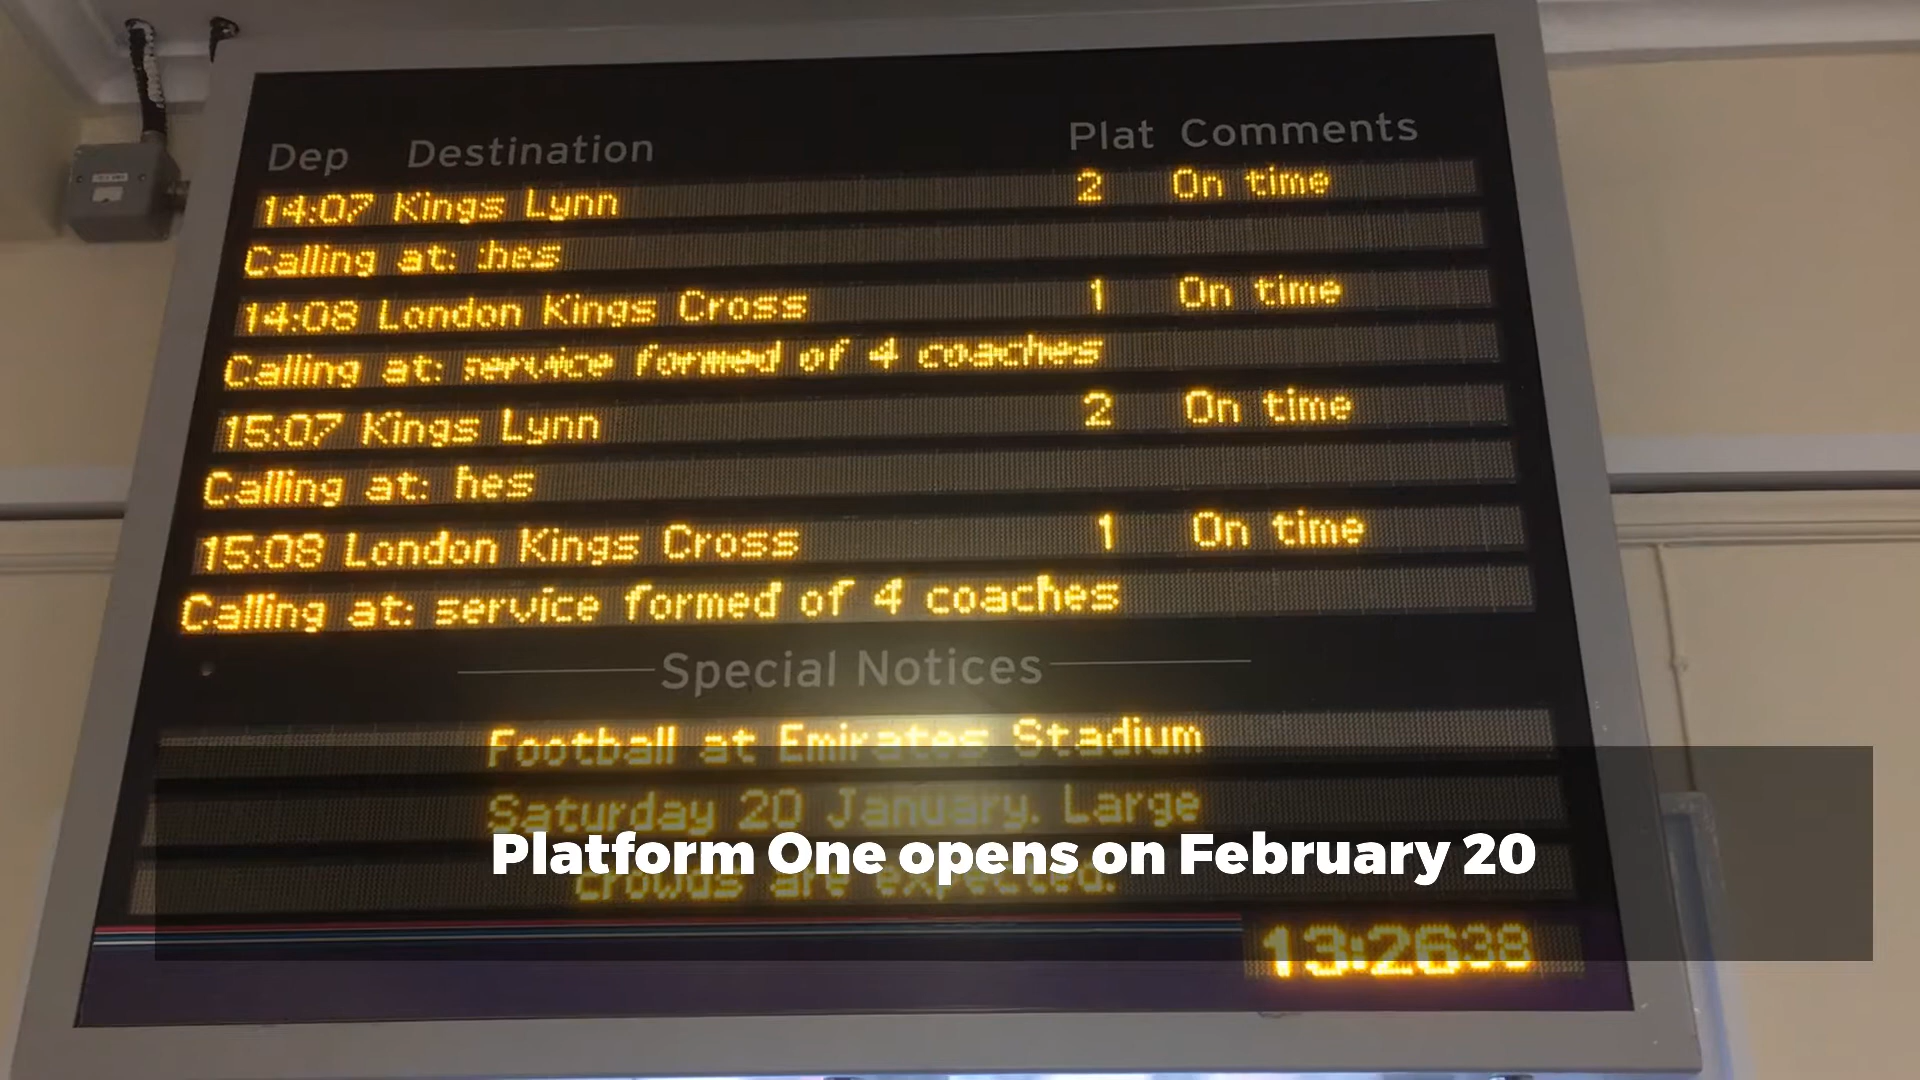 Dep Destination Plat Comments
14:07 Kings Lynn 2 On time
Calling at: hes
14:08 London Kings Cross 1 On time
Calling at: service formed of 4 coaches
15:07 Kings Lynn 2 On time
Calling at: hes
15:08 London Kings Cross 1 On time
Calling at: service formed of 4 coaches
Special Notices
Football at Emirates Stadium
Saturday 20 January. Large
Platform One opens on February 20
crowds are expected.
13:26 38